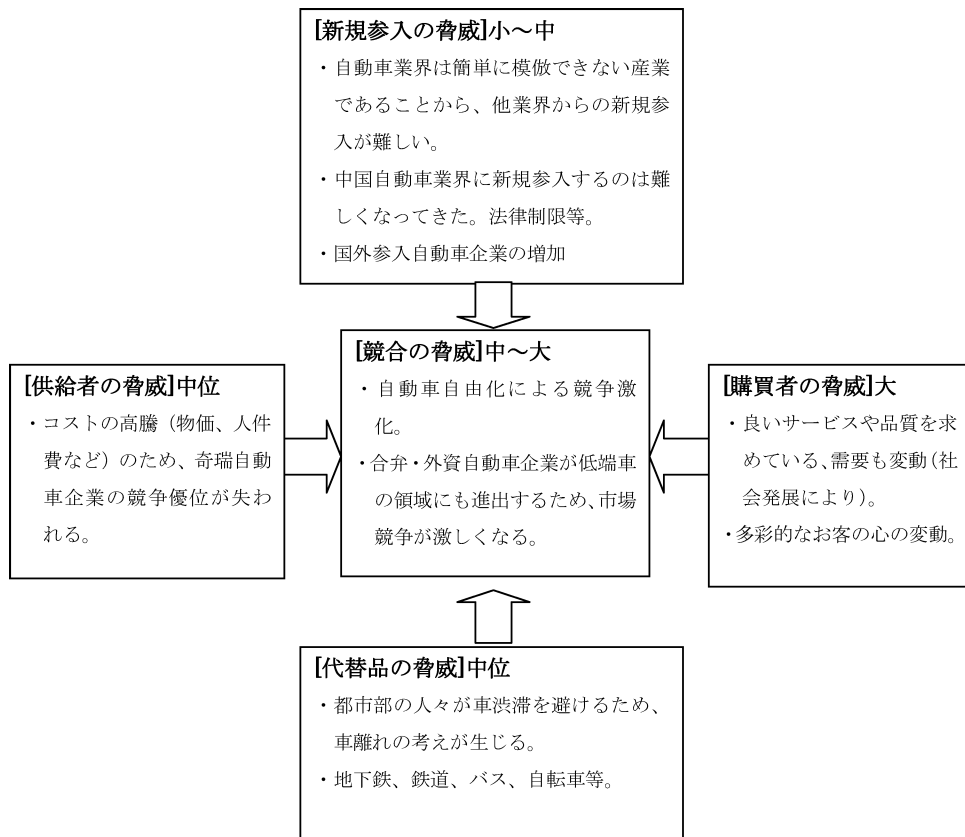 [新規参入の脅威]小～中
・自動車業界は簡単に模倣できない産業
であることから、他業界からの新規参
入が難しい。
・中国自動車業界に新規参入するのは難
しくなってきた。法律制限等。
・国外参入自動車企業の増加
[競合の脅威]中～大
・自動車自由化による競争激
化。
・合弁・外資自動車企業が低端車
の領域にも進出するため、市場
競争が激しくなる。
[供給者の脅威]中位
・コストの高騰（物価、人件
費など）のため、奇瑞自動
車企業の競争優位が失わ
れる。
[購買者の脅威]大
・良いサービスや品質を求
めている、需要も変動（社
会発展により）。
・多彩的なお客の心の変動。
[代替品の脅威]中位
・都市部の人々が車渋滞を避けるため、
車離れの考えが生じる。
・地下鉄、鉄道、バス、自転車等。